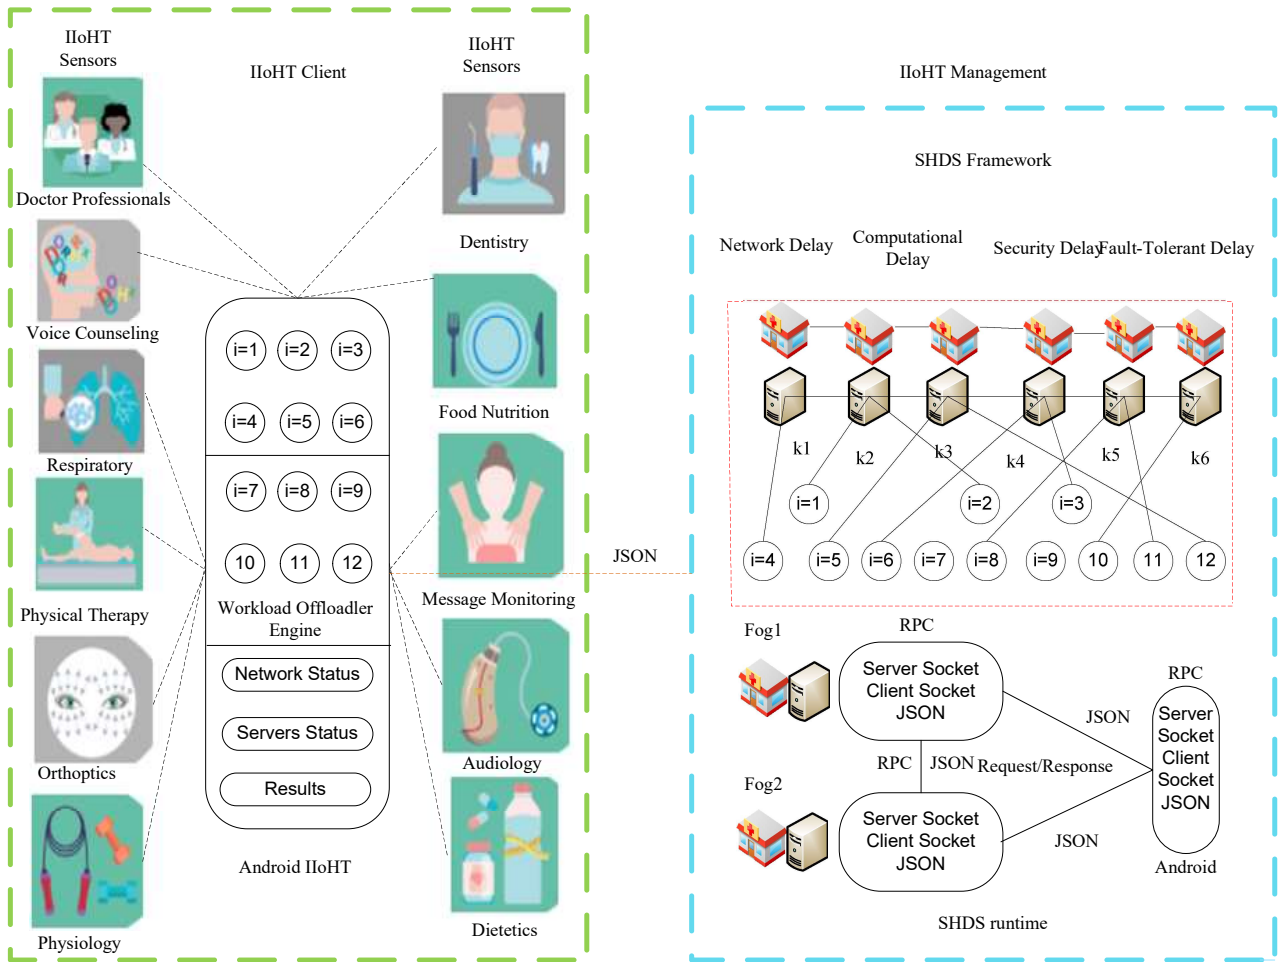 IIoHT
Sensors
IIoHT Client
IIoHT
Sensors
Doctor Professionals
Voice Counseling
Respiratory
Physical Therapy
Orthoptics
Physiology
Dentistry
Food Nutrition
Message Monitoring
Audiology
Dietetics
i=1 i=2 i=3
i=4 i=5 i=6
i=7 i=8 i=9
10 11 12
Workload Offloadler
Engine
Network Status
Servers Status
Results
Android IIoHT
JSON
IIoHT Management
SHDS Framework
Network Delay
Computational
Delay
Security Delay
Fault-Tolerant Delay
k1 k2 k3 k4 k5 k6
i=1 i=2 i=3
i=4 i=5 i=6 i=7 i=8 i=9 10 11 12
Fog1
RPC
Server Socket
Client Socket
JSON
RPC
JSON
Request/Response
Fog2
Server Socket
Client Socket
JSON
JSON
JSON
RPC
Server
Socket
Client
Socket
JSON
Android
SHDS runtime